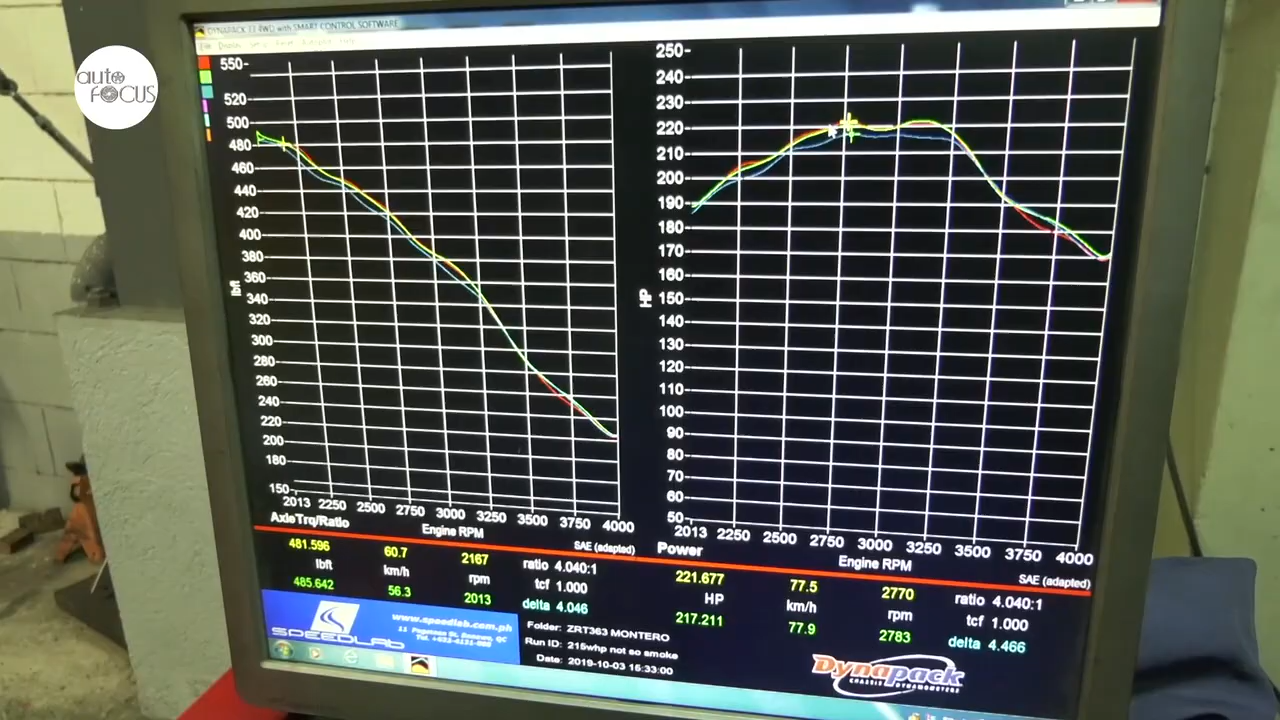 auto
FOCUS
DYNAPACK 4WD with SMART CONTROL SOFTWARE
550
520
500
480
460
440
420
400
380
360
340
320
300
280
260
240
220
200
180
150
lbft
2013 2250 2500 2750 3000 3250 3500 3750 4000
AxleTrq/Ratio
Engine RPM
SAE (adapted)
250
240
230
220
210
200
190
180
170
160
150
140
130
120
110
100
90
80
70
60
50
HP
2013 2250 2500 2750 3000 3250 3500 3750 4000
Power
Engine RPM
SAE (adapted)
481.596 60.7 2167 ratio 4.040:1
lbft km/h rpm tcf 1.000
485.642 56.3 2013 delta 4.046
221.677 77.5 2770 ratio 4.040:1
HP km/h rpm tcf 1.000
217.211 77.9 2783 delta 4.466
SPEEDLAB
www.speedlab.com.ph
Folder: ZRT363 MONTERO
Run ID: 215whp not so smoke
Date: 2019-10-03 15:33:00
Dynapack
CHASSIS DYNAMOMETERS